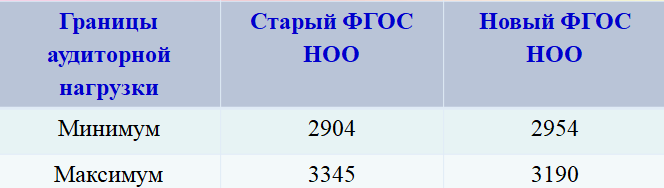 Границы Старый ФГОС Новый ФГОС
аудиторной НОО НОО
нагрузки
Минимум 2904 2954
Максимум 3345 3190